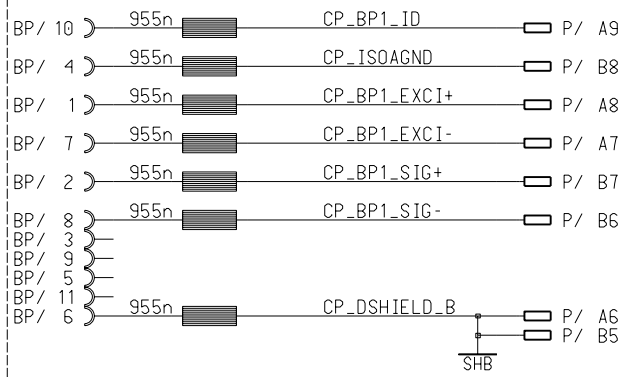 BP/ 10 955n CP_BP1_ID P/ A9
BP/ 4 955n CP_ISOAGND P/ B8
BP/ 1 955n CP_BP1_EXCI+ P/ A8
BP/ 7 955n CP_BP1_EXCI- P/ A7
BP/ 2 955n CP_BP1_SIG+ P/ B7
BP/ 8 955n CP_BP1_SIG- P/ B6
BP/ 3
BP/ 9
BP/ 5
BP/ 11
BP/ 6 955n CP_DSHIELD_B P/ A6
P/ B5
SHB